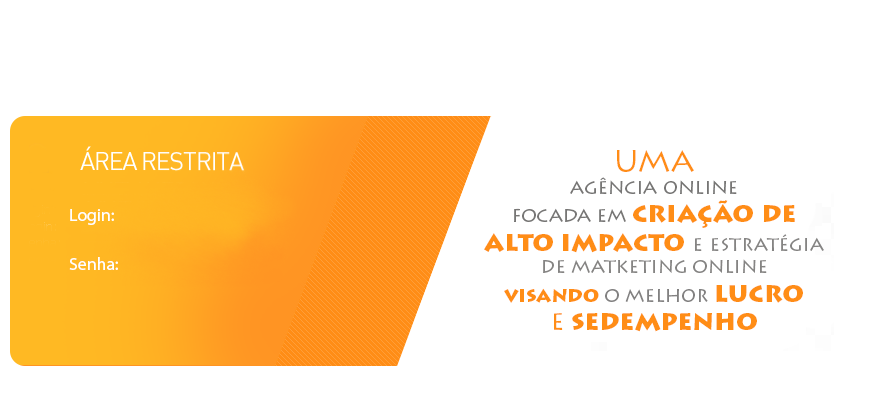 ÁREA RESTRITA
Login:
Senha:
UMA
AGÊNCIA ONLINE
FOCADA EM CRIAÇÃO DE
ALTO IMPACTO E ESTRATÉGIA
DE MATKETING ONLINE
VISANDO O MELHOR LUCRO
E SEDEMPENHO